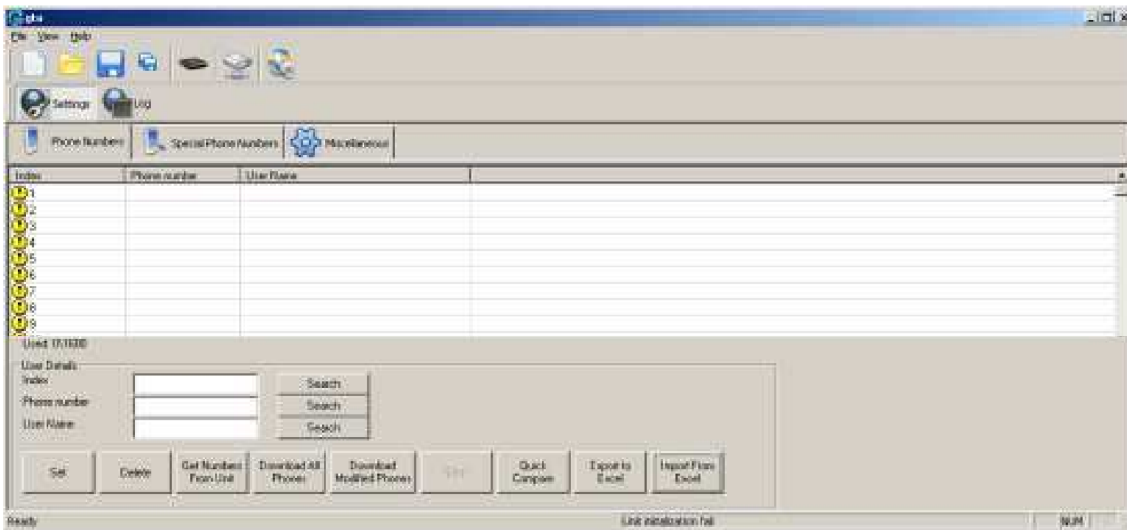 File View Help
Settings Log
Phone Numbers Special Phone Numbers Miscellaneous
Index Phone number User Name
1
2
3
4
5
6
7
8
9
Used:
User Details
Index Search
Phone number Search
User Name Search
Set Delete Get Numbers From Unit Download All Phones Download Modified Phones Quick Compare Export to Excel Import From Excel
Ready Unit initialization fail NUM